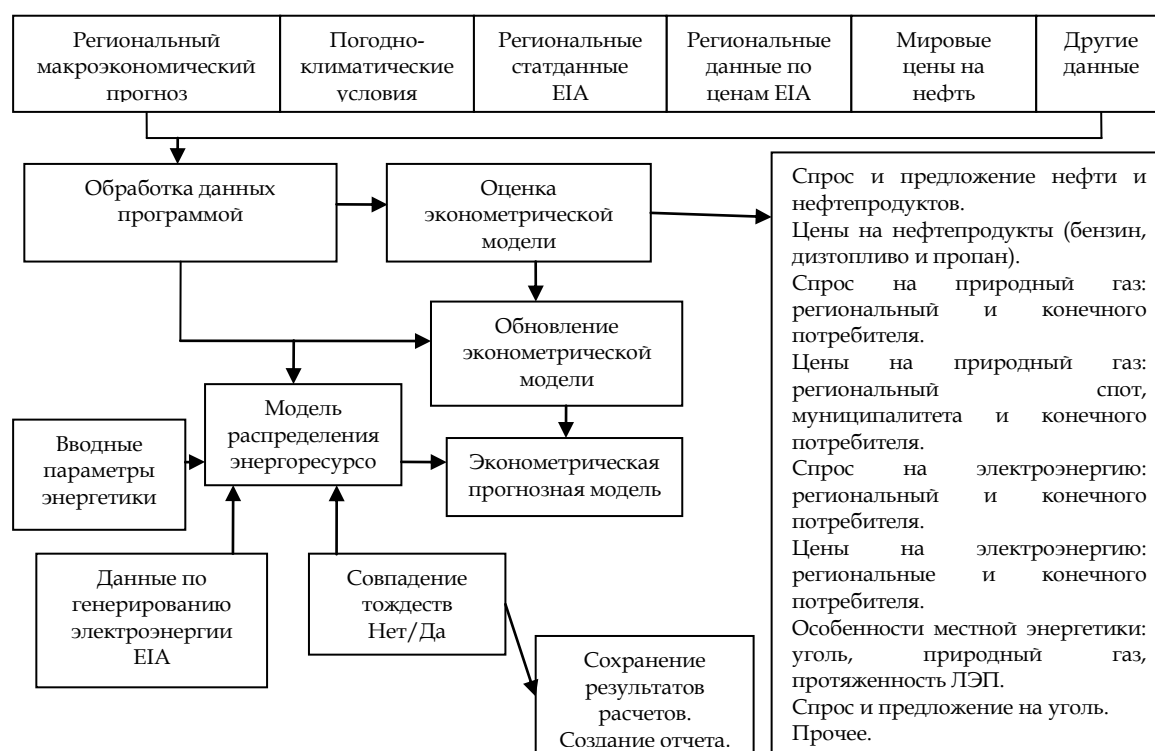 Региональный
макроэкономический
прогноз
Погодно-
климатические
условия
Региональные
статданные
EIA
Региональные
данные по
ценам EIA
Мировые
цены на
нефть
Другие
данные
Обработка данных
программой
Оценка
эконометрической
модели
Спрос и предложение нефти и
нефтепродуктов.
Цены на нефтепродукты (бензин,
дизтопливо и пропан).
Спрос на природный газ:
региональный и конечного
потребителя.
Цены на природный газ:
региональный спот,
муниципалитета и конечного
потребителя.
Спрос на электроэнергию:
региональный и конечного
потребителя.
Цены на электроэнергию:
региональные и конечного
потребителя.
Особенности местной энергетики:
уголь, природный газ,
протяженность ЛЭП.
Спрос и предложение на уголь.
Прочее.
Обновление
эконометрической
модели
Вводные
параметры
энергетики
Модель
распределения
энергоресурсо
Эконометрическая
прогнозная модель
Данные по
генерированию
электроэнергии
EIA
Совпадение
тождеств
Нет/Да
Сохранение
результатов
расчетов.
Создание отчета.